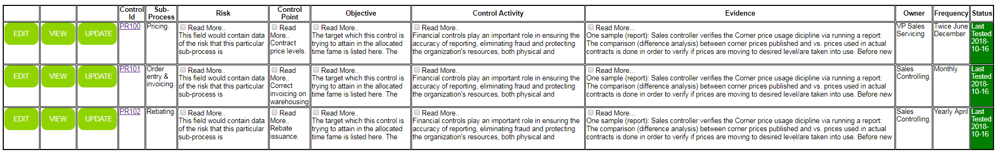 Control Id Sub-Process Risk Control Point Objective Control Activity Evidence Owner Frequency Status
EDIT VIEW UPDATE
PR100
Pricing.
Read More..
This field would contain data
of the risk that this particular
sub-process is
Read
More..
Contract
price levels.
Read More..
The target which this control is
trying to attain in the allocated
time fame is listed here. The
Read More..
Financial controls play an important role in ensuring the
accuracy of reporting, eliminating fraud and protecting
the organization's resources, both physical and
Read More...
One sample (report): Sales controller verifies the Corner price usage dicipline via running a report:
The comparison (difference analysis) between corner prices published and vs. prices used in actual
contracts is done in order to verify if prices are moving to desired level/are taken into use. Before new
VP Sales
Servicing
Twice June
December
Last
Tested
2018-
10-16
EDIT VIEW UPDATE
PR101
Order
entry &
invoicing.
Read More..
This field would contain data
of the risk that this particular
sub-process is
Read
More..
Correct
invoicing on
warehousing
Read More..
The target which this control is
trying to attain in the allocated
time fame is listed here. The
Read More..
Financial controls play an important role in ensuring the
accuracy of reporting, eliminating fraud and protecting
the organization's resources, both physical and
Read More...
One sample (report): Sales controller verifies the Corner price usage dicipline via running a report:
The comparison (difference analysis) between corner prices published and vs. prices used in actual
contracts is done in order to verify if prices are moving to desired level/are taken into use. Before new
Sales
Controlling.
Monthly
Last
Tested
2018-
10-16
EDIT VIEW UPDATE
PR102
Rebating.
Read More..
This field would contain data
of the risk that this particular
sub-process is
Read
More..
Rebate
issuance.
Read More..
The target which this control is
trying to attain in the allocated
time fame is listed here. The
Read More..
Financial controls play an important role in ensuring the
accuracy of reporting, eliminating fraud and protecting
the organization's resources, both physical and
Read More...
One sample (report): Sales controller verifies the Corner price usage dicipline via running a report:
The comparison (difference analysis) between corner prices published and vs. prices used in actual
contracts is done in order to verify if prices are moving to desired level/are taken into use. Before new
Sales
Controlling.
Yearly April
Last
Tested
2018-
10-16